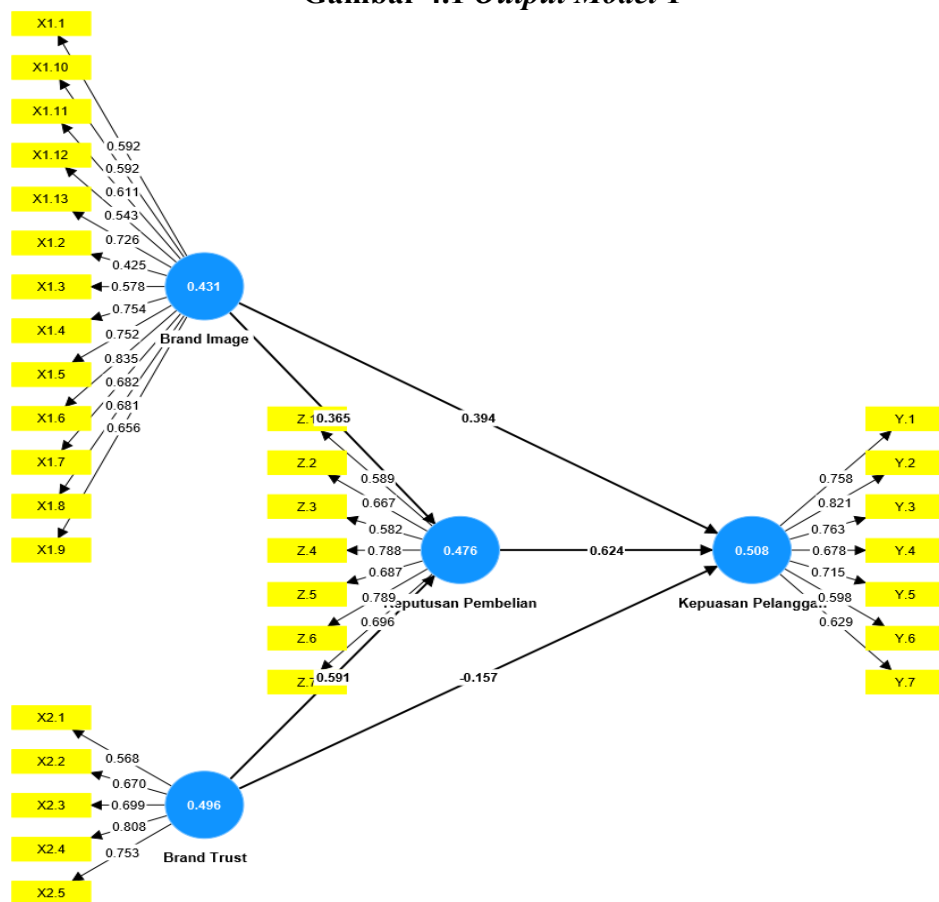 Gambar 4.1 Output Model 1
X1.1
X1.10
X1.11
X1.12
X1.13
X1.2
X1.3
X1.4
X1.5
X1.6
X1.7
X1.8
X1.9
0.592
0.592
0.611
0.543
0.726
0.425
0.578
0.754
0.752
0.835
0.682
0.681
0.656
0.431
Brand Image
0.365
0.394
Z.1
Z.2
Z.3
Z.4
Z.5
Z.6
Z.7
0.589
0.667
0.582
0.788
0.687
0.789
0.696
0.476
Keputusan Pembelian
0.624
0.591
-0.157
0.508
Kepuasan Pelanggan
0.758
0.821
0.763
0.678
0.715
0.598
0.629
Y.1
Y.2
Y.3
Y.4
Y.5
Y.6
Y.7
X2.1
X2.2
X2.3
X2.4
X2.5
0.568
0.670
0.699
0.808
0.753
0.496
Brand Trust